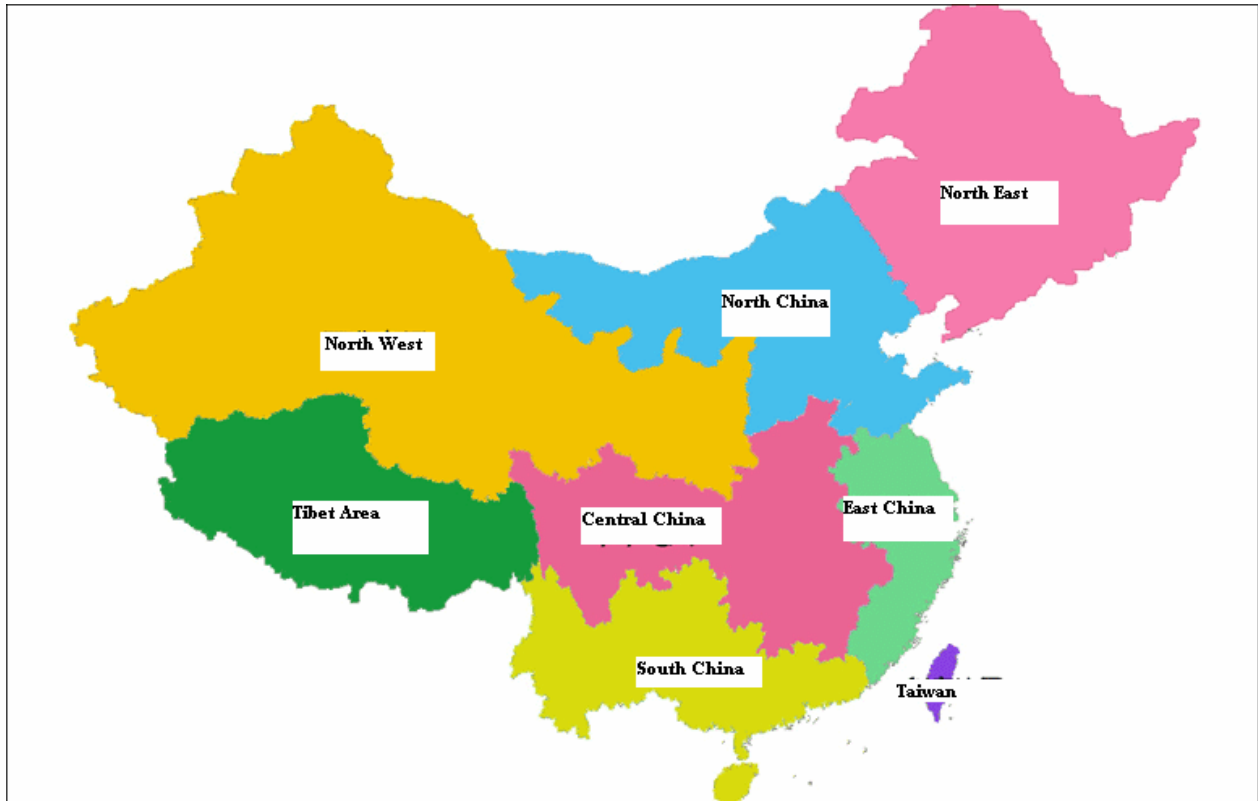 North East
North China
North West
Tibet Area
Central China
East China
South China
Taiwan